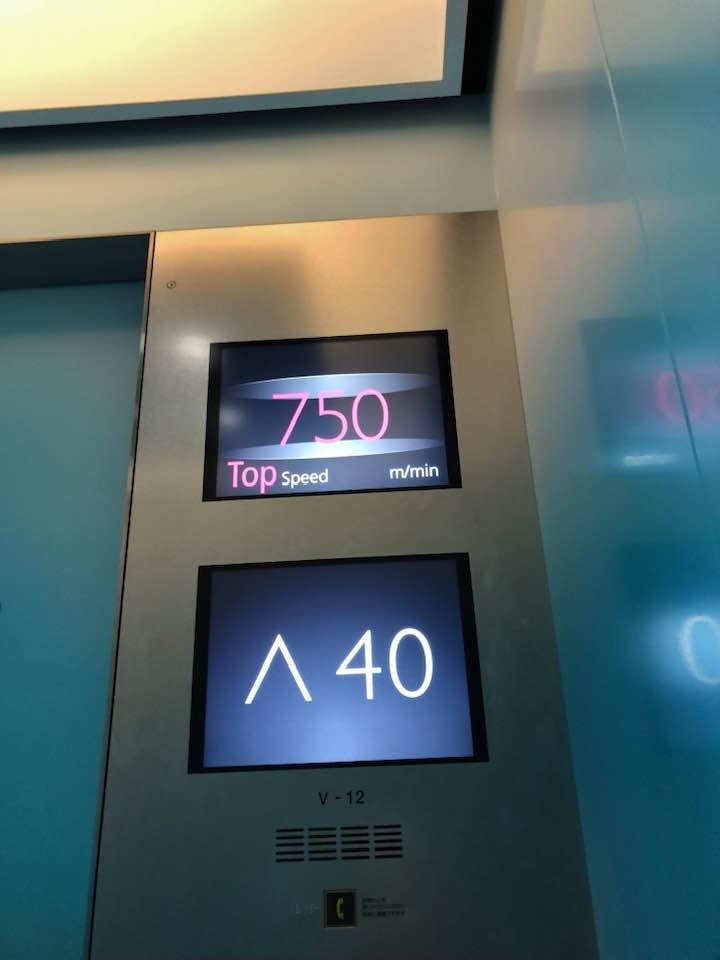 750
Top Speed m/min
∧ 40
V - 12